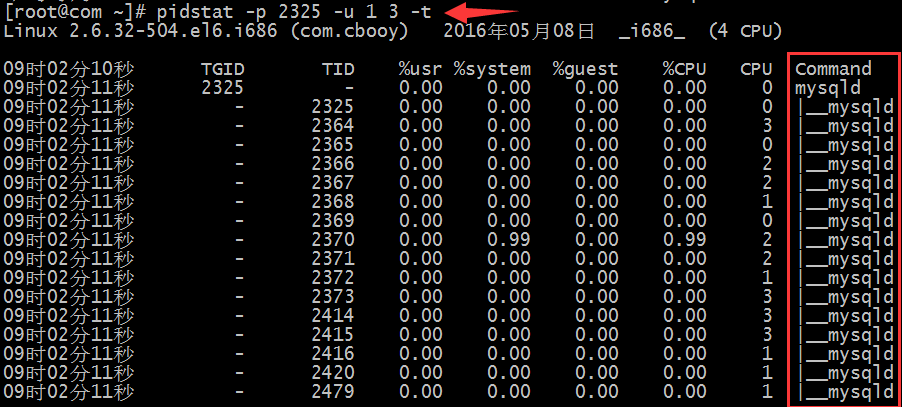 [root@com ~]# pidstat -p 2325 -u 1 3 -t
Linux 2.6.32-504.el6.i686 (com.cbooy) 2016年05月08日 _i686_ (4 CPU)
09时02分10秒 TGID TID %usr %system %guest %CPU CPU Command
09时02分11秒 2325 - 0.00 0.00 0.00 0.00 0 mysqld
09时02分11秒 - 2325 0.00 0.00 0.00 0.00 0 |__mysqld
09时02分11秒 - 2364 0.00 0.00 0.00 0.00 3 |__mysqld
09时02分11秒 - 2365 0.00 0.00 0.00 0.00 0 |__mysqld
09时02分11秒 - 2366 0.00 0.00 0.00 0.00 2 |__mysqld
09时02分11秒 - 2367 0.00 0.00 0.00 0.00 2 |__mysqld
09时02分11秒 - 2368 0.00 0.00 0.00 0.00 1 |__mysqld
09时02分11秒 - 2369 0.00 0.00 0.00 0.00 0 |__mysqld
09时02分11秒 - 2370 0.00 0.99 0.00 0.99 2 |__mysqld
09时02分11秒 - 2371 0.00 0.00 0.00 0.00 2 |__mysqld
09时02分11秒 - 2372 0.00 0.00 0.00 0.00 1 |__mysqld
09时02分11秒 - 2373 0.00 0.00 0.00 0.00 3 |__mysqld
09时02分11秒 - 2414 0.00 0.00 0.00 0.00 3 |__mysqld
09时02分11秒 - 2415 0.00 0.00 0.00 0.00 3 |__mysqld
09时02分11秒 - 2416 0.00 0.00 0.00 0.00 1 |__mysqld
09时02分11秒 - 2420 0.00 0.00 0.00 0.00 1 |__mysqld
09时02分11秒 - 2479 0.00 0.00 0.00 0.00 1 |__mysqld